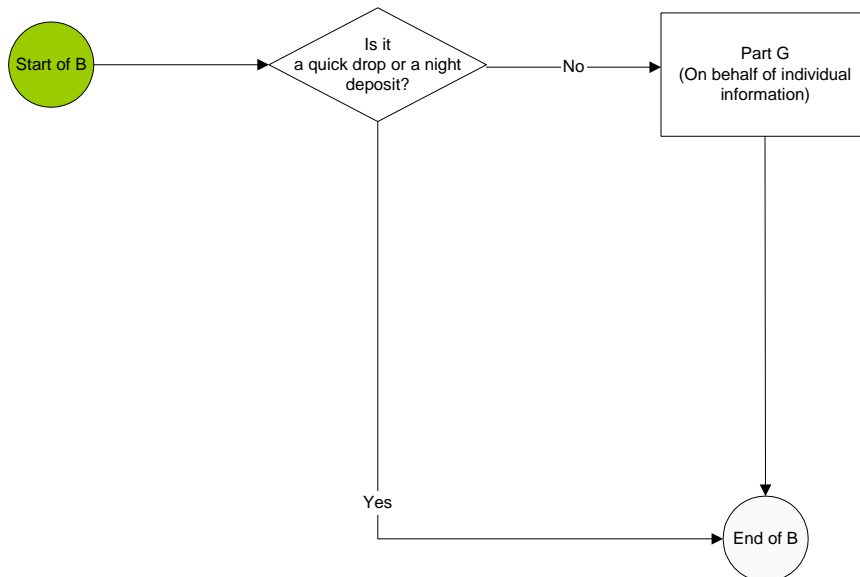 Start of B
Is it
a quick drop or a night
deposit?
No
Part G
(On behalf of individual
information)
Yes
End of B